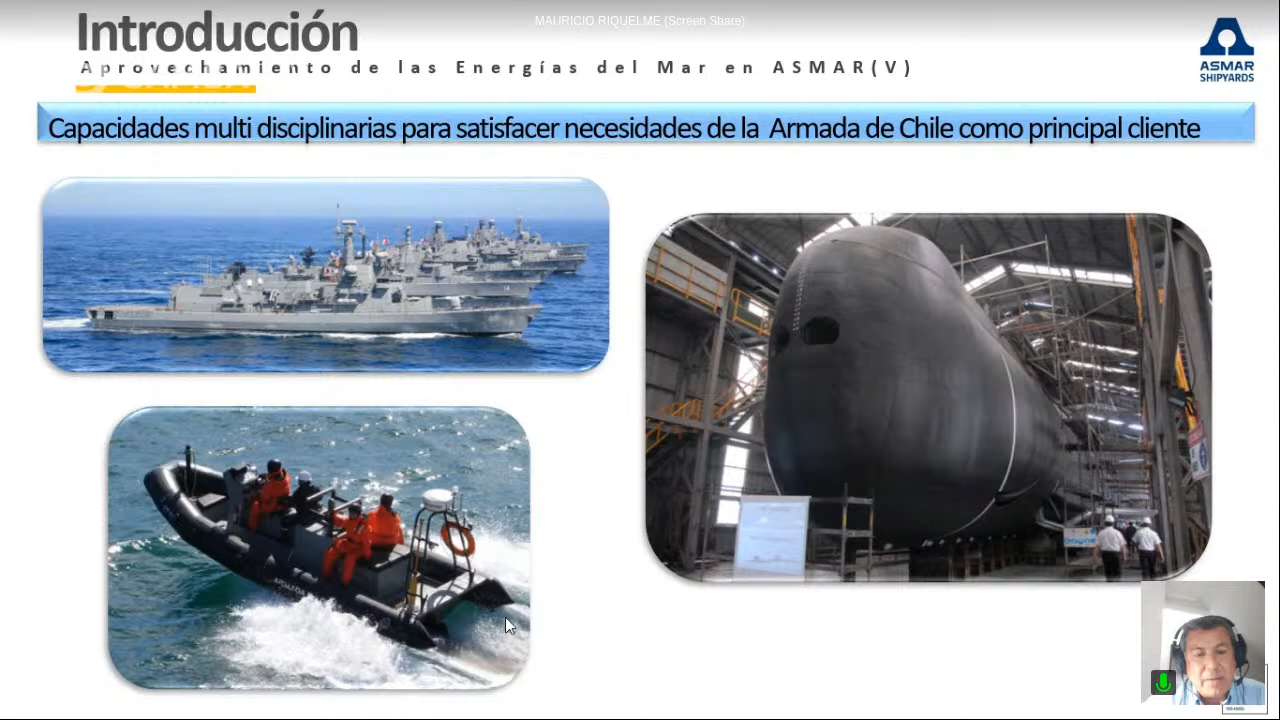 MAURICIO RIQUELME (Screen Share)
Introducción
Aprovechamiento de las Energías del Mar en ASMAR(V)
ASMAR
SHIPYARDS
Capacidades multi disciplinarias para satisfacer necesidades de la Armada de Chile como principal cliente